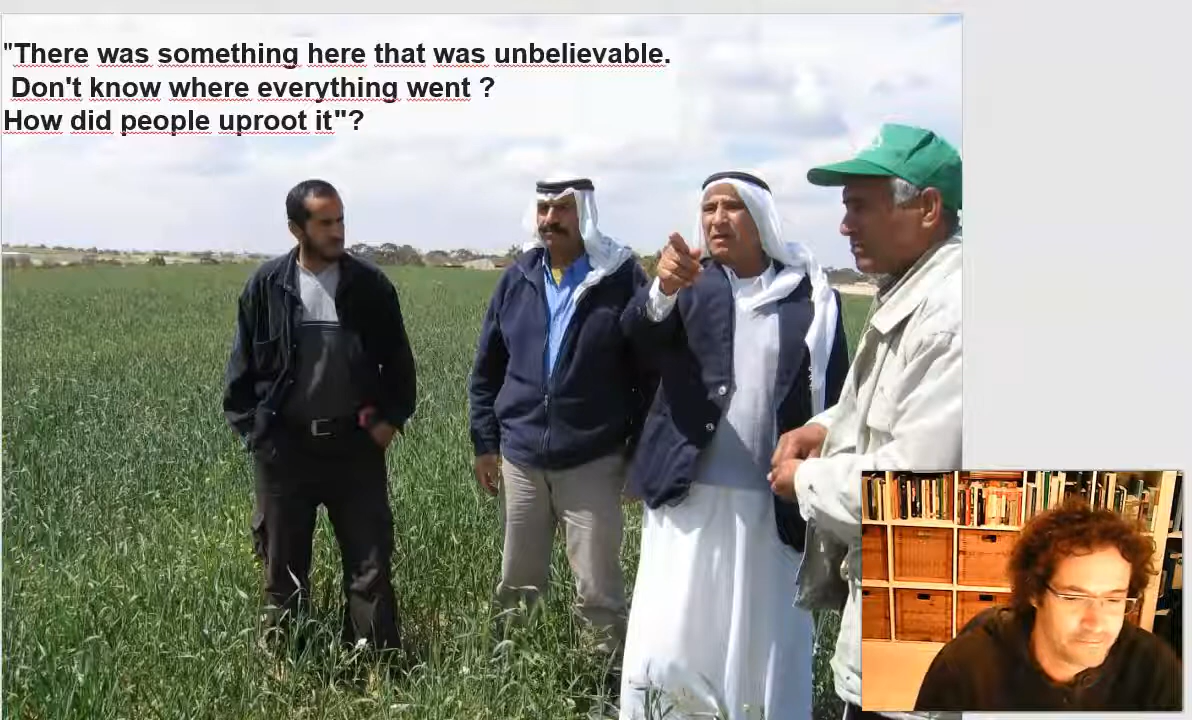 "There was something here that was unbelievable.
Don't know where everything went ?
How did people uproot it"?